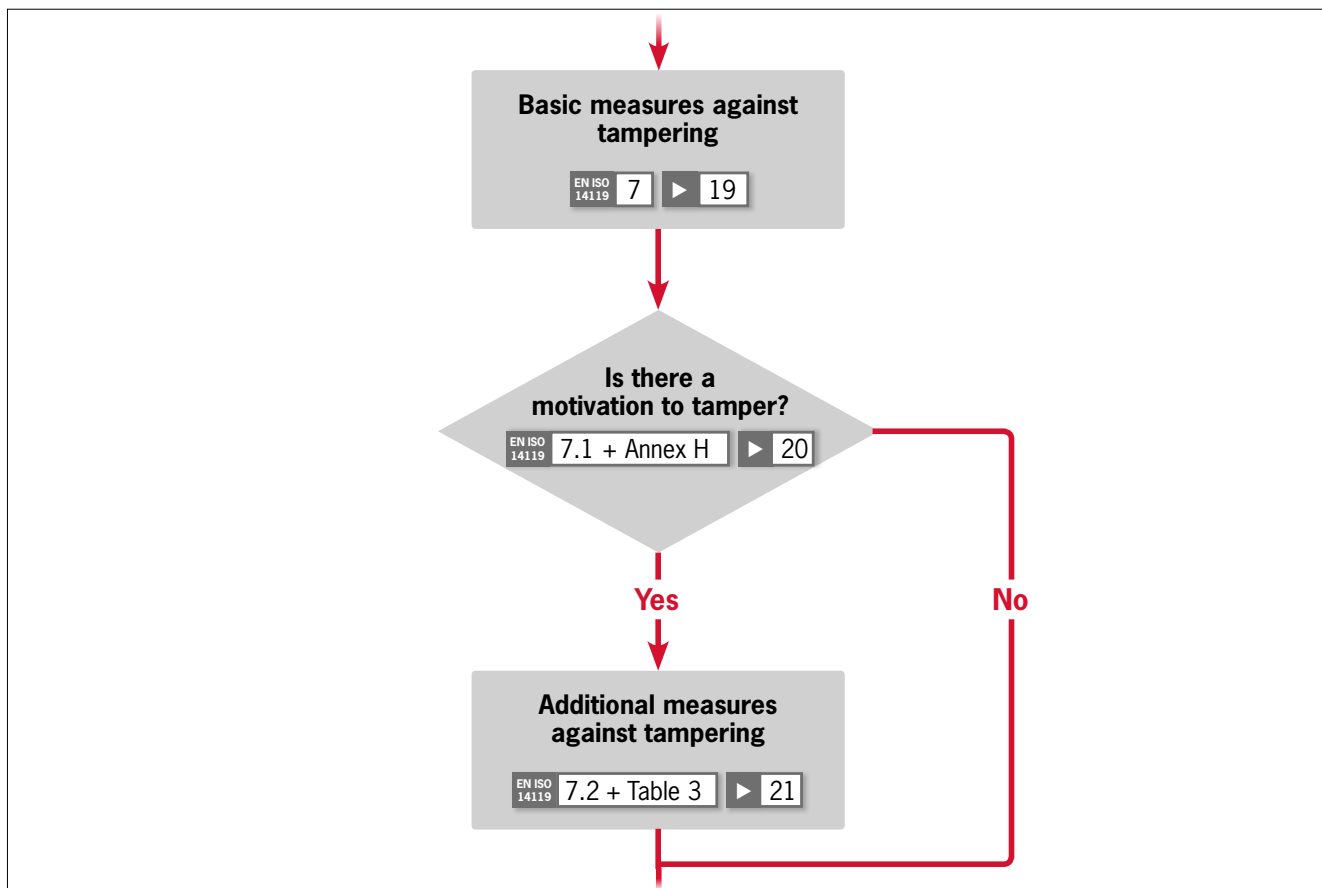 Basic measures against
tampering
EN ISO
14119
7
▶ 19
Is there a
motivation to tamper?
EN ISO
14119
7.1 + Annex H
▶ 20
Yes
No
Additional measures
against tampering
EN ISO
14119
7.2 + Table 3
▶ 21